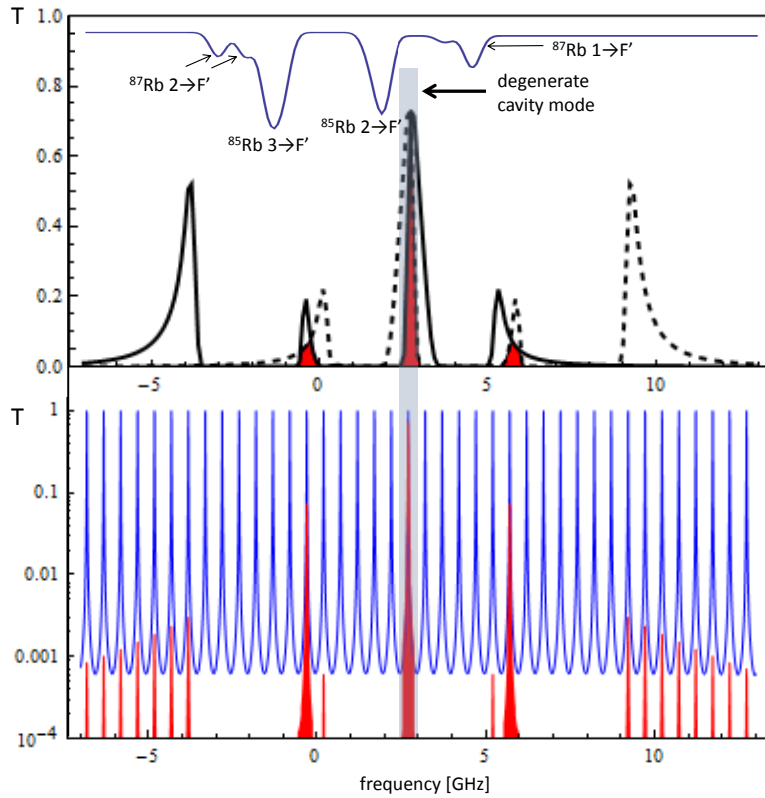 T
1.0
⁸⁷Rb 1→F’
⁸⁷Rb 2→F’
degenerate
cavity mode
0.8
⁸⁵Rb 3→F’
⁸⁵Rb 2→F’
0.6
0.4
0.2
0.0
−5
0
5
10
T
1
0.1
0.01
0.001
10⁻⁴
−5
0
5
10
frequency [GHz]